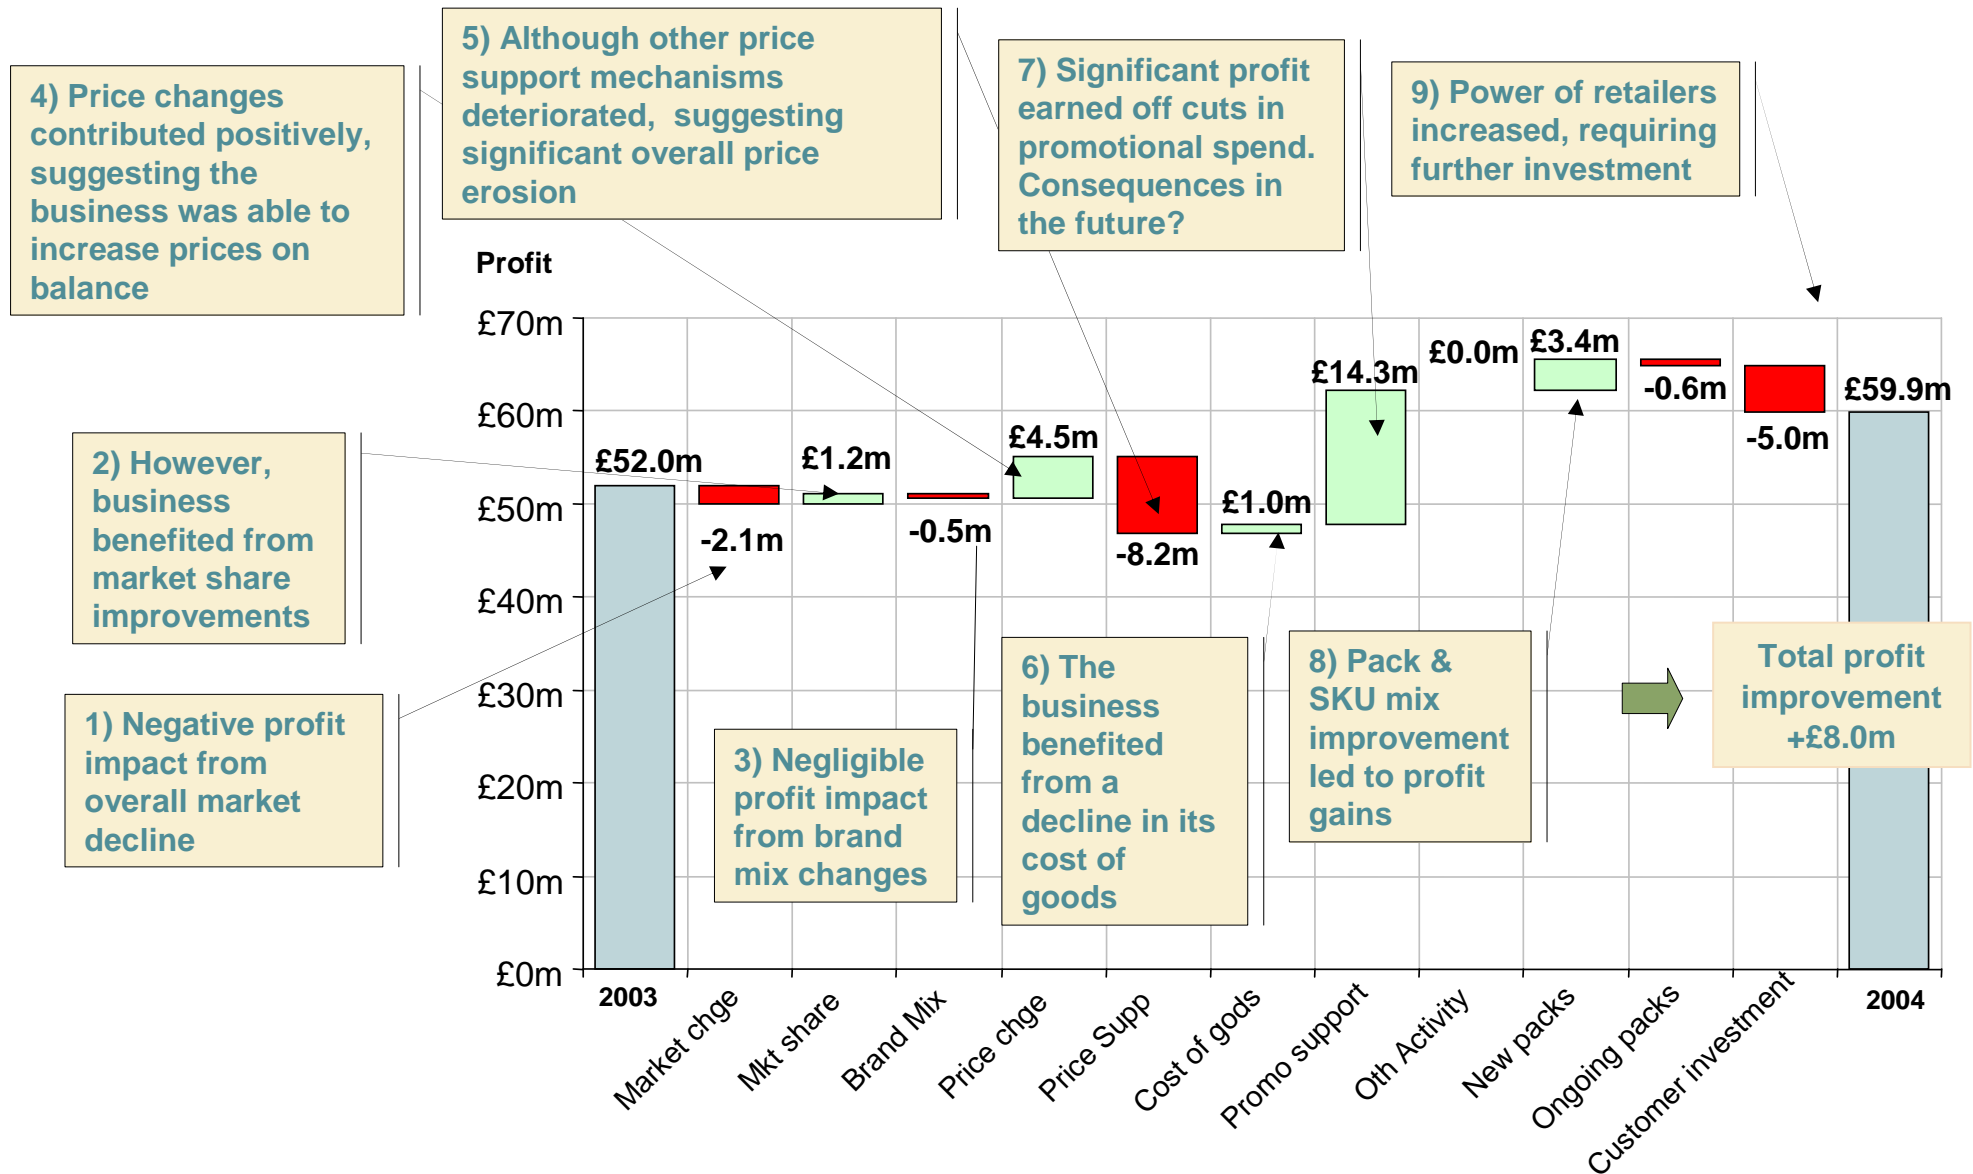 5) Although other price
support mechanisms
deteriorated,  suggesting
significant overall price
erosion
7) Significant profit
earned off cuts in
promotional spend.
Consequences in
the future?
9) Power of retailers
increased, requiring
further investment
4) Price changes
contributed positively,
suggesting the
business was able to
increase prices on
balance
Profit
£70m
£60m
£50m
£40m
£30m
£20m
£10m
£0m
2) However,
business
benefited from
market share
improvements
1) Negative profit
impact from
overall market
decline
3) Negligible
profit impact
from brand
mix changes
6) The
business
benefited
from a
decline in its
cost of
goods
8) Pack &
SKU mix
improvement
led to profit
gains
Total profit
improvement
+£8.0m
£52.0m
-2.1m
£1.2m
-0.5m
£4.5m
-8.2m
£1.0m
£14.3m
£0.0m
£3.4m
-0.6m
-5.0m
£59.9m
2003
Market chge
Mkt share
Brand Mix
Price chge
Price Supp
Cost of gods
Promo support
Oth Activity
New packs
Ongoing packs
Customer investment
2004